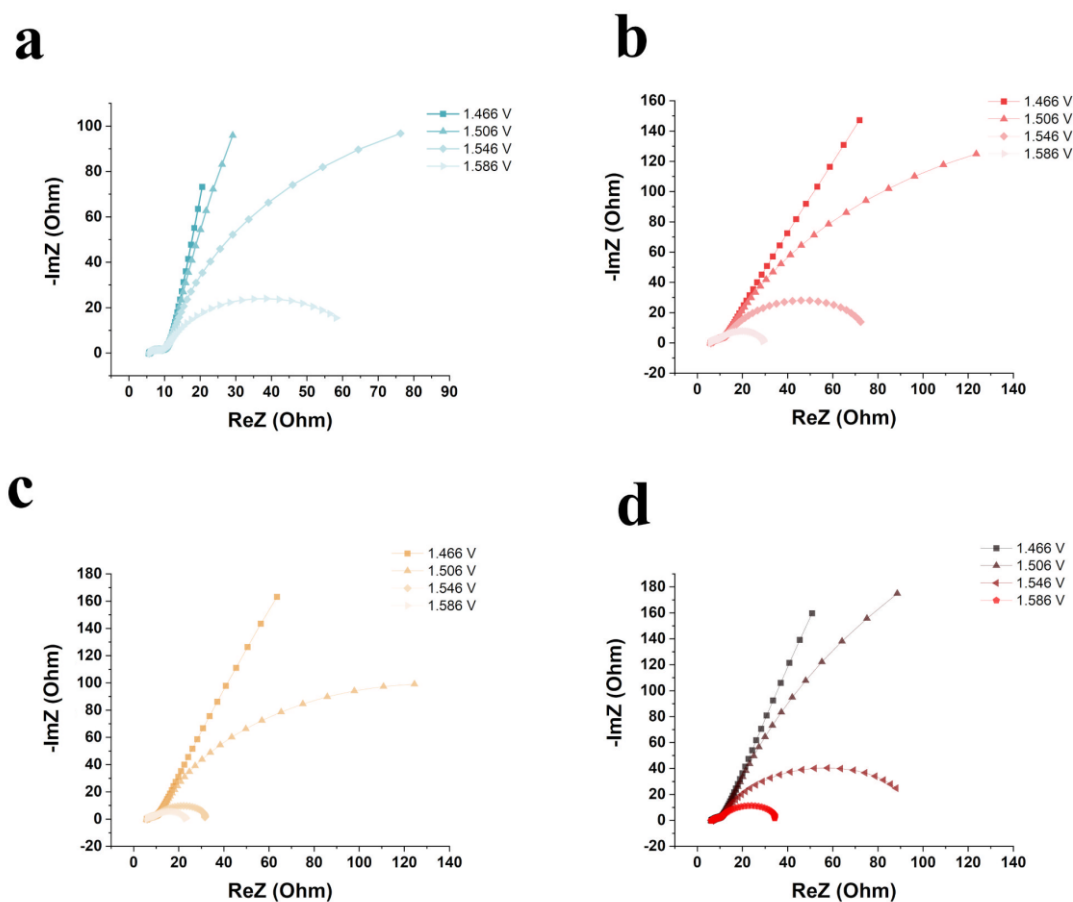 a
1.466 V
1.506 V
1.546 V
1.586 V
100
80
60
40
20
0
-ImZ (Ohm)
0 10 20 30 40 50 60 70 80 90
ReZ (Ohm)
b
1.466 V
1.506 V
1.546 V
1.586 V
160
140
120
100
80
60
40
20
0
-20
-ImZ (Ohm)
0 20 40 60 80 100 120 140
ReZ (Ohm)
c
1.466 V
1.506 V
1.546 V
1.586 V
180
160
140
120
100
80
60
40
20
0
-20
-ImZ (Ohm)
0 20 40 60 80 100 120 140
ReZ (Ohm)
d
1.466 V
1.506 V
1.546 V
1.586 V
180
160
140
120
100
80
60
40
20
0
-20
-ImZ (Ohm)
0 20 40 60 80 100 120 140
ReZ (Ohm)